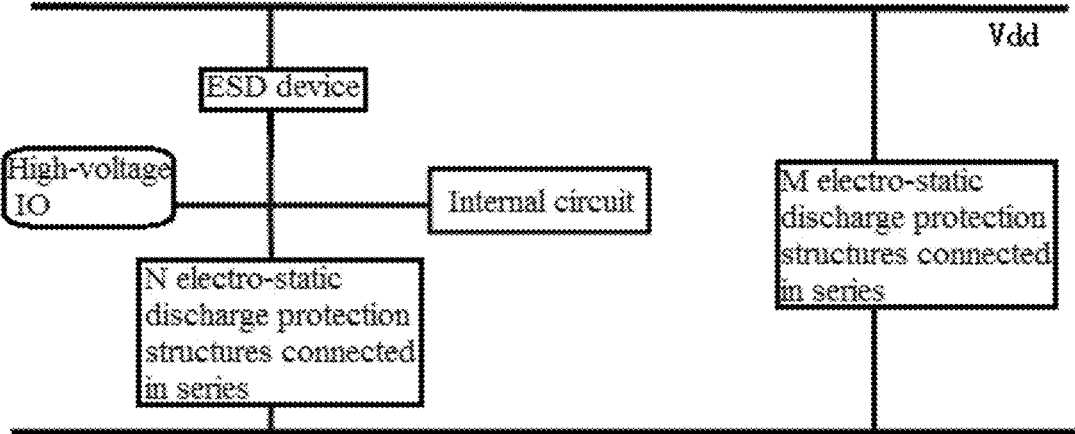 Vdd
ESD device
High-voltage
IO
Internal circuit
M electro-static
discharge protection
structures connected
in series
N electro-static
discharge protection
structures connected
in series